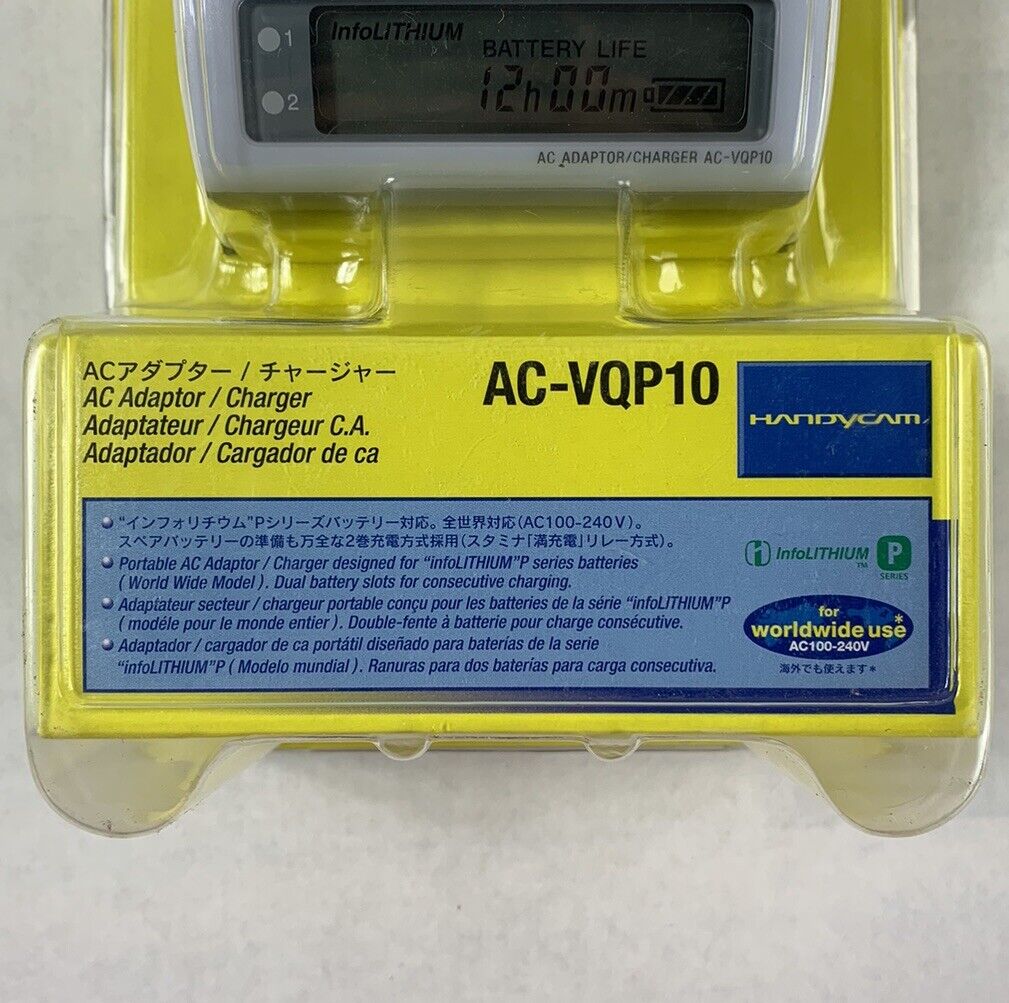 1
InfoLITHIUM
BATTERY LIFE
2
12h00m
AC ADAPTOR/CHARGER AC-VQP10
ACアダプター / チャージャー
AC Adaptor / Charger
Adaptateur / Chargeur C.A.
Adaptador / Cargador de ca
AC-VQP10
HANDYCAM
“インフォリチウム”Pシリーズバッテリー対応。全世界対応(AC100-240V)。
スペアバッテリーの準備も万全な2巻充電方式採用(スタミナ「満充電」リレー方式)。
Portable AC Adaptor / Charger designed for “infoLITHIUM”P series batteries
( World Wide Model ). Dual battery slots for consecutive charging.
Adaptateur secteur / chargeur portable conçu pour les batteries de la série “infoLITHIUM”P
( modéle pour le monde entier ). Double-fente à batterie pour charge consécutive.
Adaptador / cargador de ca portátil diseñado para baterías de la serie
“infoLITHIUM”P ( Modelo mundial ). Ranuras para dos baterías para carga consecutiva.
InfoLITHIUM TM
P
SERIES
for
worldwide use*
AC100-240V
海外でも使えます*